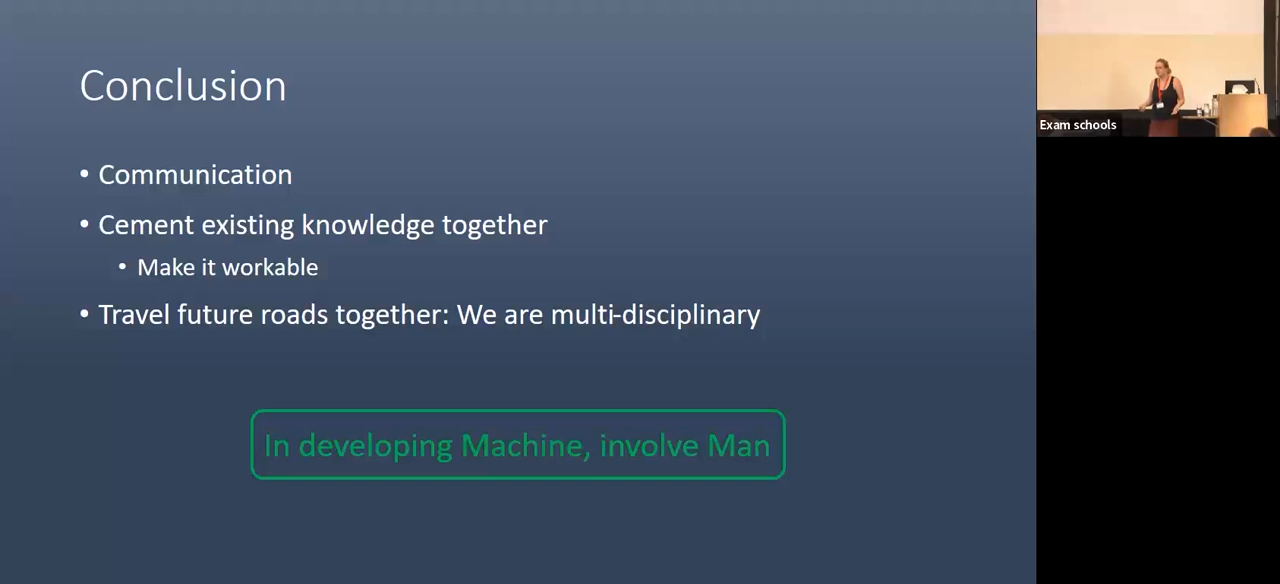 Conclusion
• Communication
• Cement existing knowledge together
• Make it workable
• Travel future roads together: We are multi-disciplinary
In developing Machine, involve Man
Exam schools